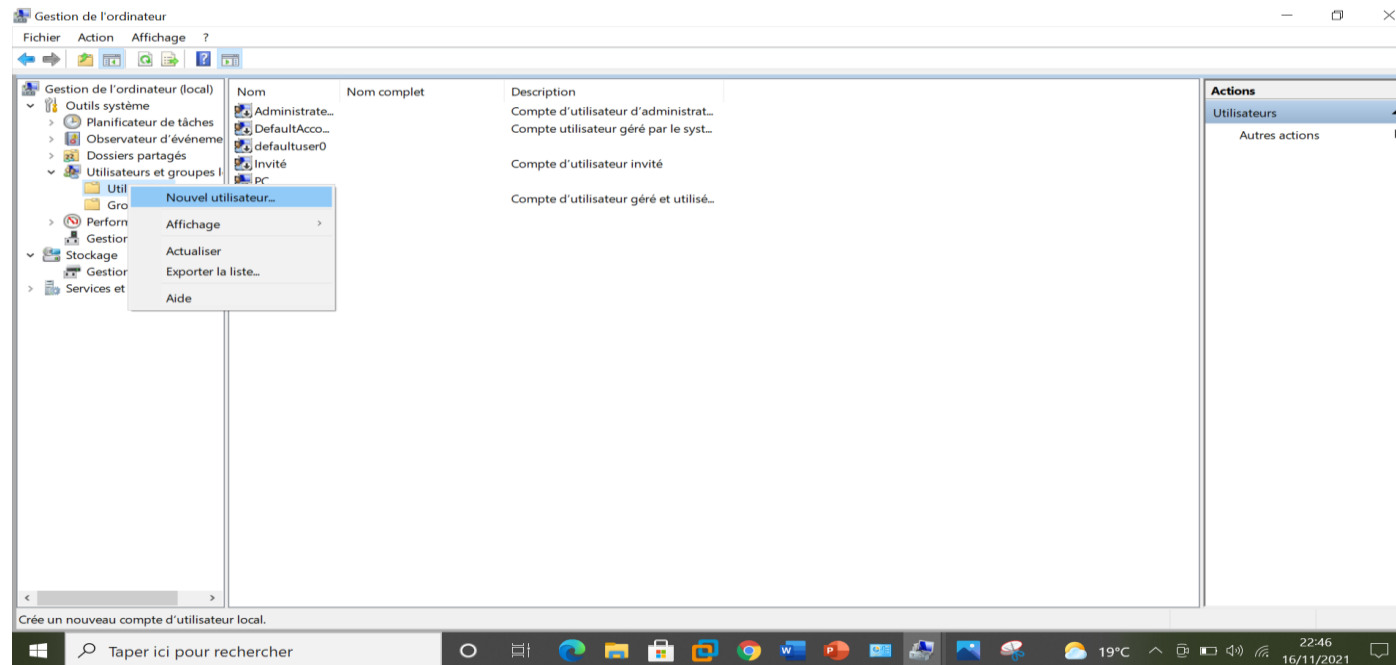 Gestion de l'ordinateur
Fichier Action Affichage ?
Gestion de l'ordinateur (local)
Outils système
Planificateur de tâches
Observateur d'événeme
Dossiers partagés
Utilisateurs et groupes l
Util
Gro
Perforn
Gestior
Stockage
Gestior
Services et
Nouvel utilisateur...
Affichage
Actualiser
Exporter la liste...
Aide
Nom Nom complet Description
Administrate... Compte d'utilisateur d'administrat...
DefaultAcco... Compte utilisateur géré par le syst...
defaultuser0
Invité Compte d'utilisateur invité
PC
Compte d'utilisateur géré et utilisé...
Actions
Utilisateurs
Autres actions
Crée un nouveau compte d'utilisateur local.
Taper ici pour rechercher
19°C
22:46
16/11/2021